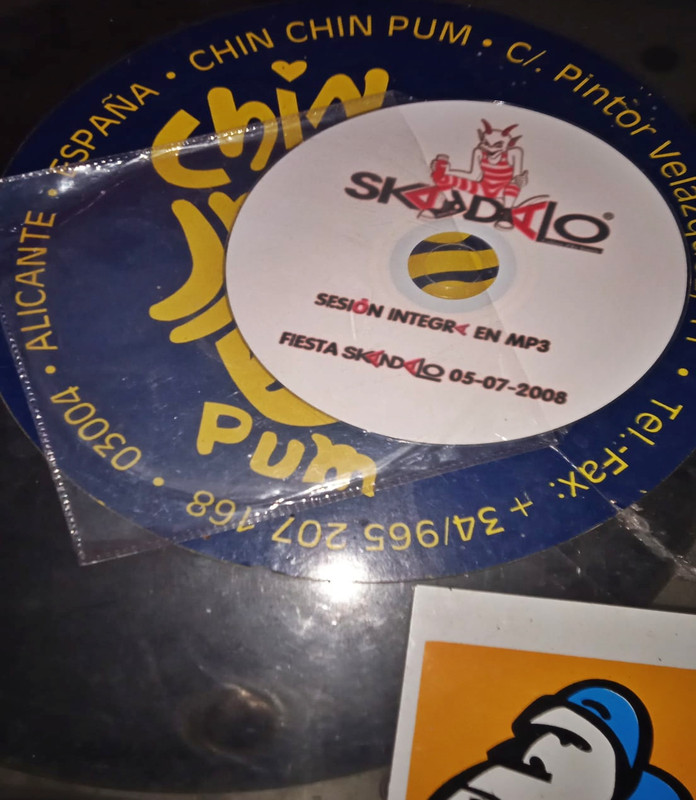 CHIN CHIN PUM • C/. Pintor Veláz
Tel.-Fax: + 34/965 207 168 • 03004 • ALICANTE • ESPAÑA •
Chin
Pum
SKANDALO®
SESIÓN INTEGRA EN MP3
FIESTA SKANDALO 05-07-2008